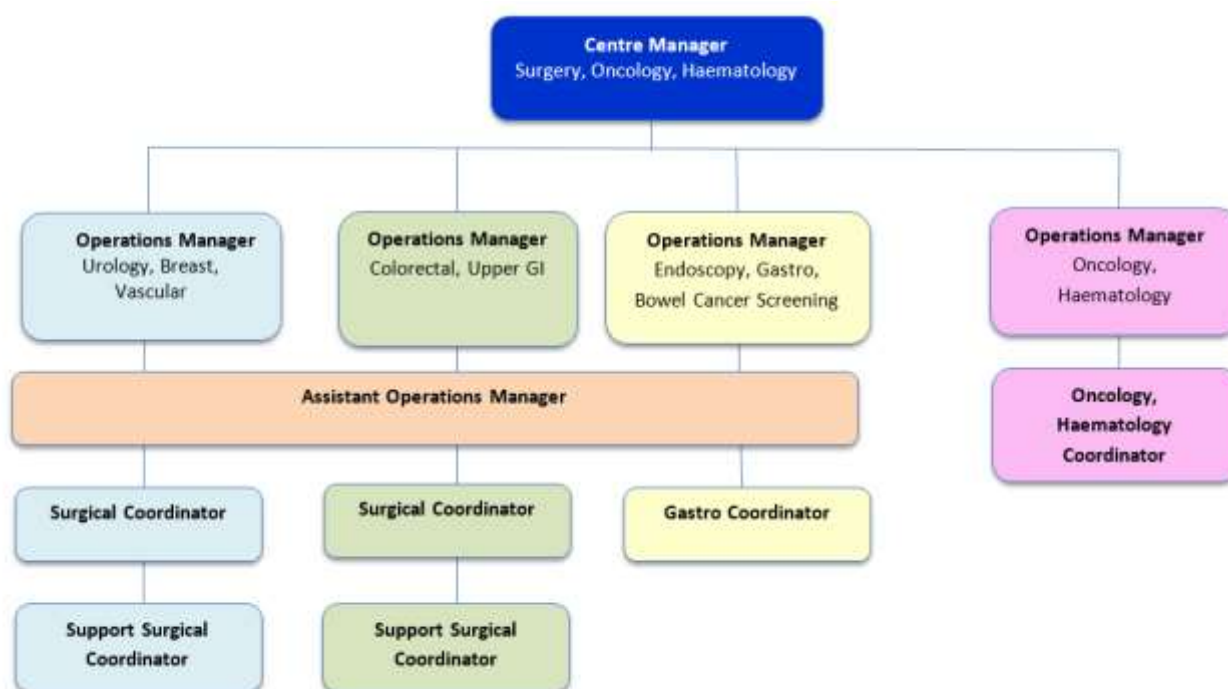 Centre Manager
Surgery, Oncology, Haematology
Operations Manager
Urology, Breast,
Vascular
Operations Manager
Colorectal, Upper GI
Operations Manager
Endoscopy, Gastro,
Bowel Cancer Screening
Operations Manager
Oncology,
Haematology
Assistant Operations Manager
Oncology,
Haematology
Coordinator
Surgical Coordinator
Surgical Coordinator
Gastro Coordinator
Support Surgical
Coordinator
Support Surgical
Coordinator